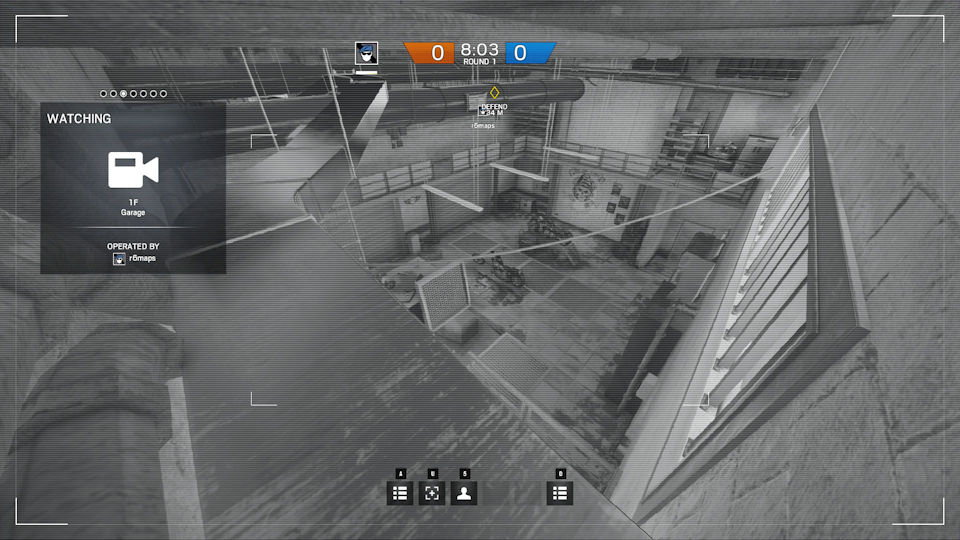 0
8:03
ROUND 1
0
DEFEND
34 M
r6maps
WATCHING
1F
Garage
OPERATED BY
r6maps
A
U
S
D